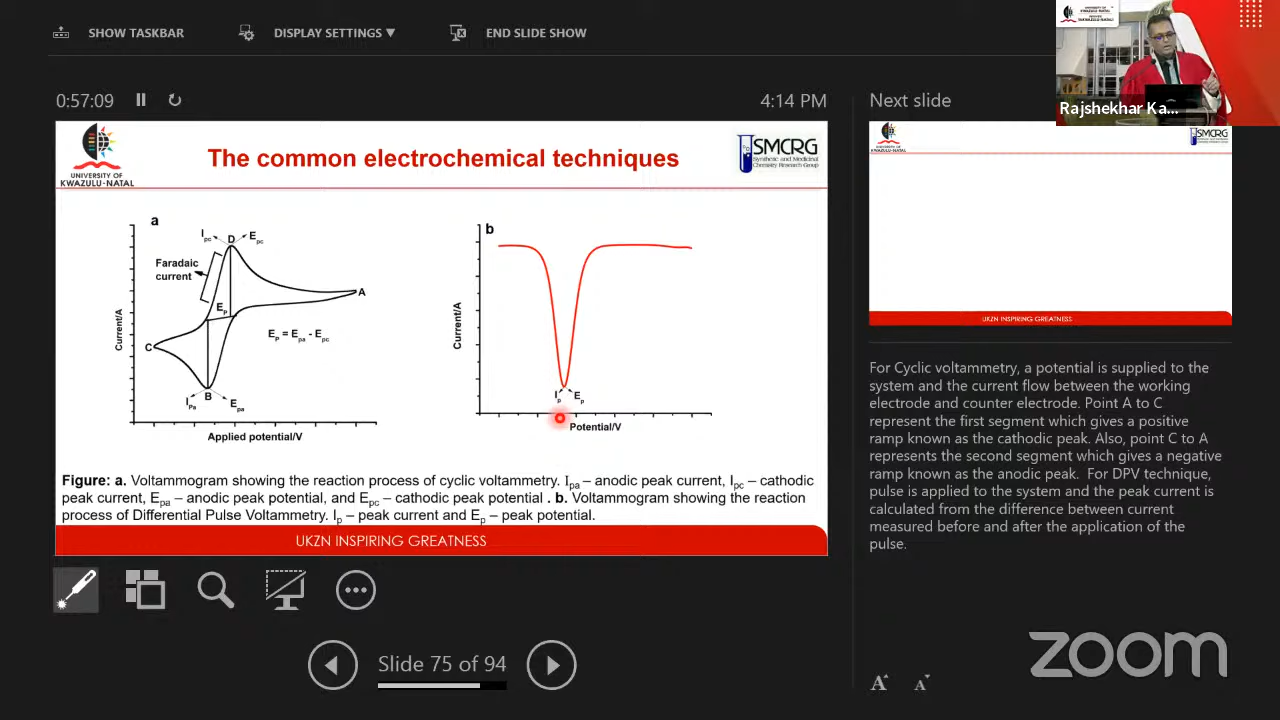 SHOW TASKBAR
DISPLAY SETTINGS ▼
END SLIDE SHOW
Rajshekhar Ka...
0:57:09
4:14 PM
Next slide
UNIVERSITY OF
KWAZULU-NATAL
The common electrochemical techniques
SMCRG
Synthetic and Medicinal
Chemistry Research Group
a
Ipc
D
Epc
Faradaic
current
A
Ep
EP = Epa - Epc
C
B
IPa
Epa
Current/A
Applied potential/V
b
Current/A
Ip
Ep
Potential/V
Figure: a. Voltammogram showing the reaction process of cyclic voltammetry. Ipa – anodic peak current, Ipc – cathodic
peak current, Epa – anodic peak potential, and Epc – cathodic peak potential . b. Voltammogram showing the reaction
process of Differential Pulse Voltammetry. Ip – peak current and Ep – peak potential.
UKZN INSPIRING GREATNESS
SMCRG
UKZN INSPIRING GREATNESS
For Cyclic voltammetry, a potential is supplied to the
system and the current flow between the working
electrode and counter electrode. Point A to C
represent the first segment which gives a positive
ramp known as the cathodic peak. Also, point C to A
represents the second segment which gives a negative
ramp known as the anodic peak. For DPV technique,
pulse is applied to the system and the peak current is
calculated from the difference between current
measured before and after the application of the
pulse.
Slide 75 of 94
A A
zoom